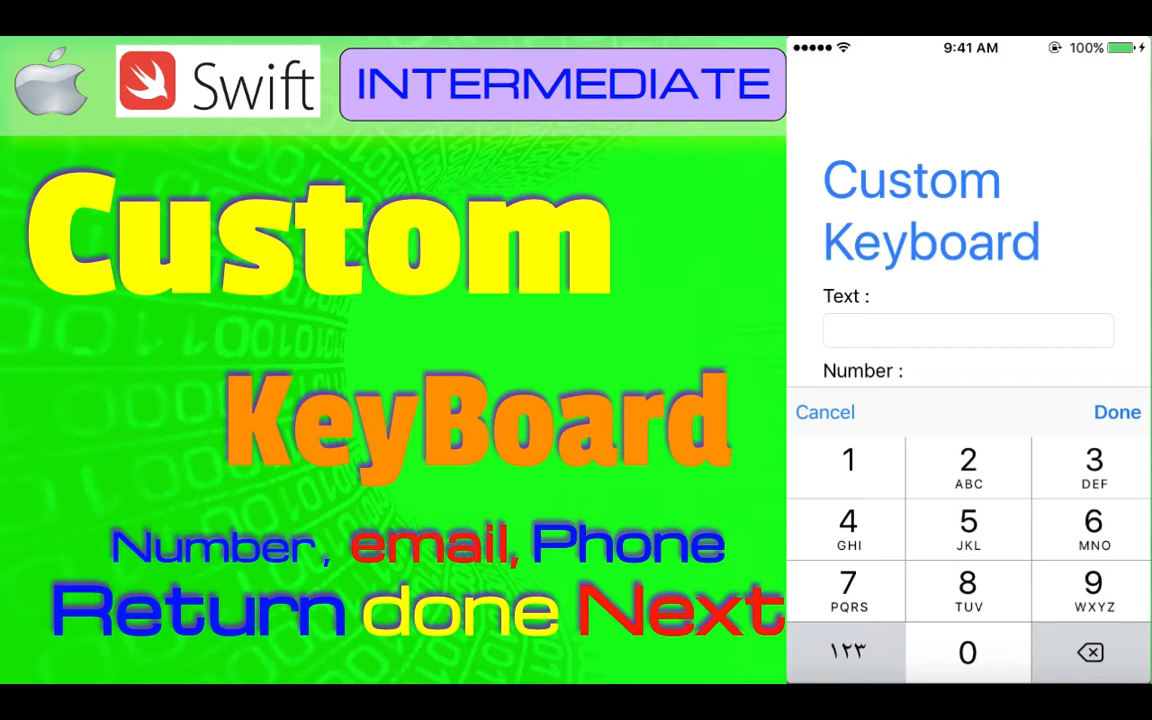 Swift
INTERMEDIATE
Custom
KeyBoard
Number, email, Phone
Return done Next
9:41 AM
100%
Custom
Keyboard
Text :
Number :
Cancel
Done
1
2
ABC
3
DEF
4
GHI
5
JKL
6
MNO
7
PQRS
8
TUV
9
WXYZ
١٢٣
0